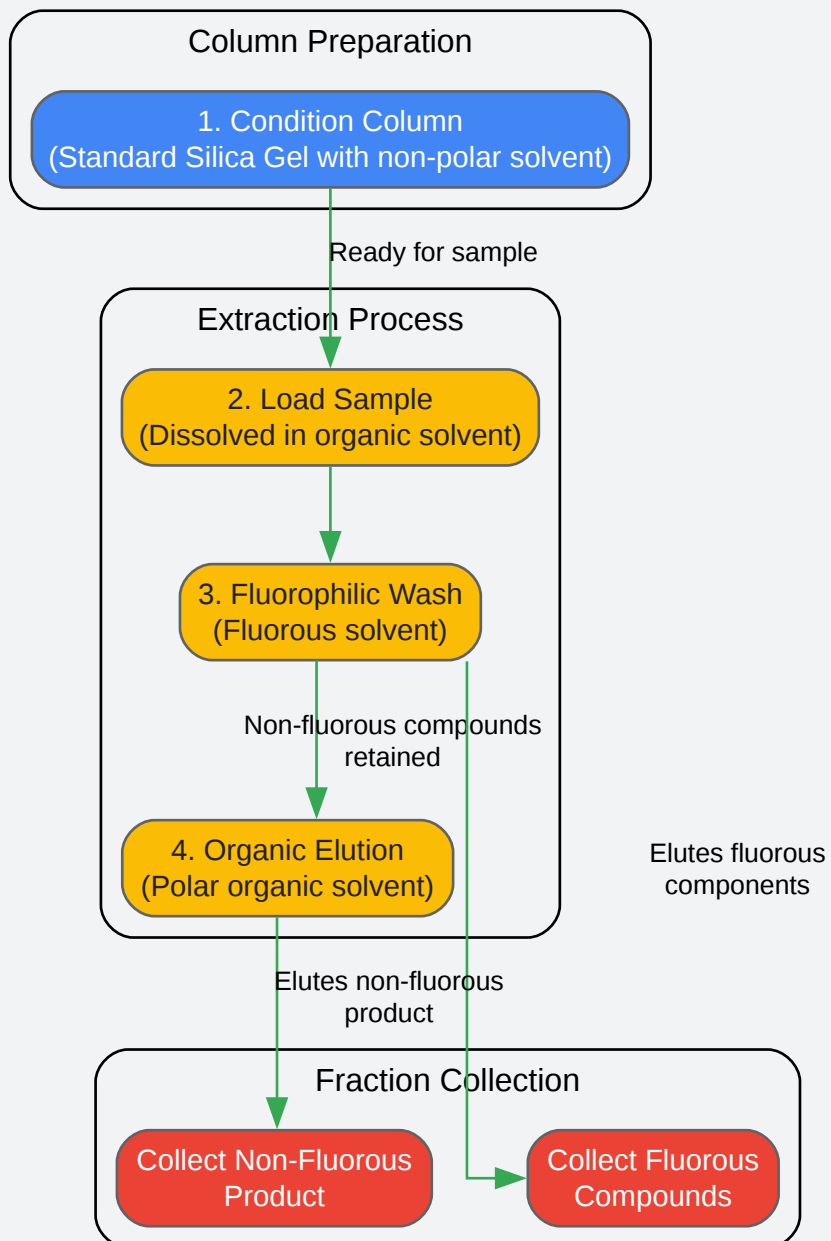 Column Preparation
1. Condition Column
(Standard Silica Gel with non-polar solvent)
Ready for sample
Extraction Process
2. Load Sample
(Dissolved in organic solvent)
3. Fluorophilic Wash
(Fluorous solvent)
Non-fluorous compounds
retained
4. Organic Elution
(Polar organic solvent)
Elutes fluorous
components
Elutes non-fluorous
product
Fraction Collection
Collect Non-Fluorous
Product
Collect Fluorous
Compounds